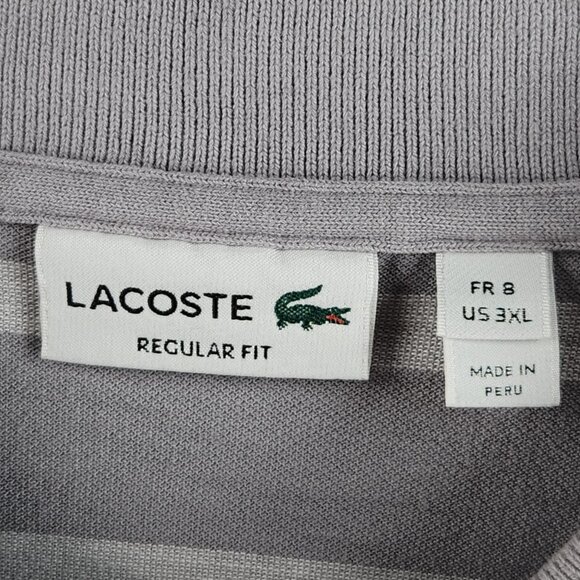 LACOSTE
REGULAR FIT
FR 8
US 3XL
MADE IN
PERU